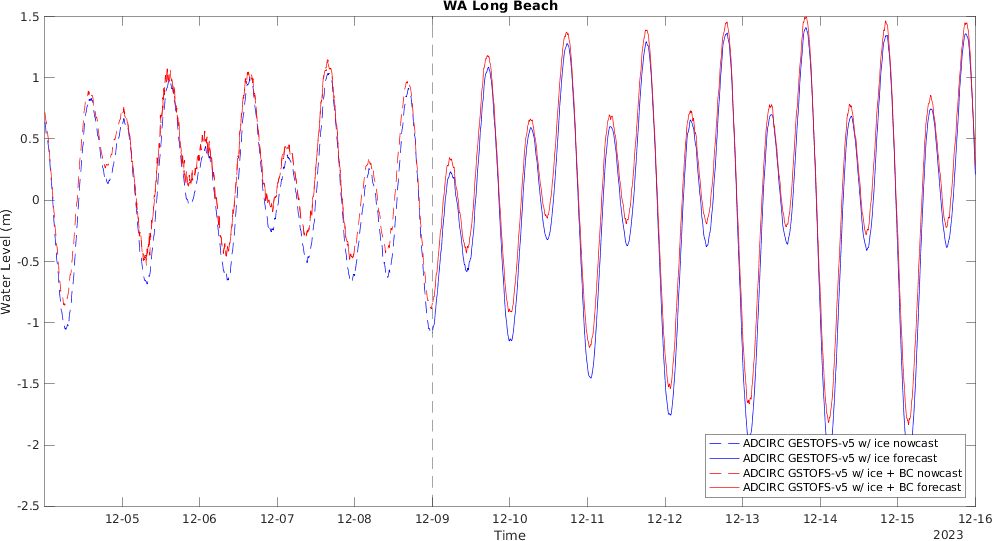 WA Long Beach
1.5
1
0.5
0
-0.5
-1
-1.5
-2
-2.5
Water Level (m)
ADCIRC GESTOFS-v5 w/ ice nowcast
ADCIRC GESTOFS-v5 w/ ice forecast
ADCIRC GSTOFS-v5 w/ ice + BC nowcast
ADCIRC GSTOFS-v5 w/ ice + BC forecast
12-05 12-06 12-07 12-08 12-09 12-10 12-11 12-12 12-13 12-14 12-15 12-16
Time
2023